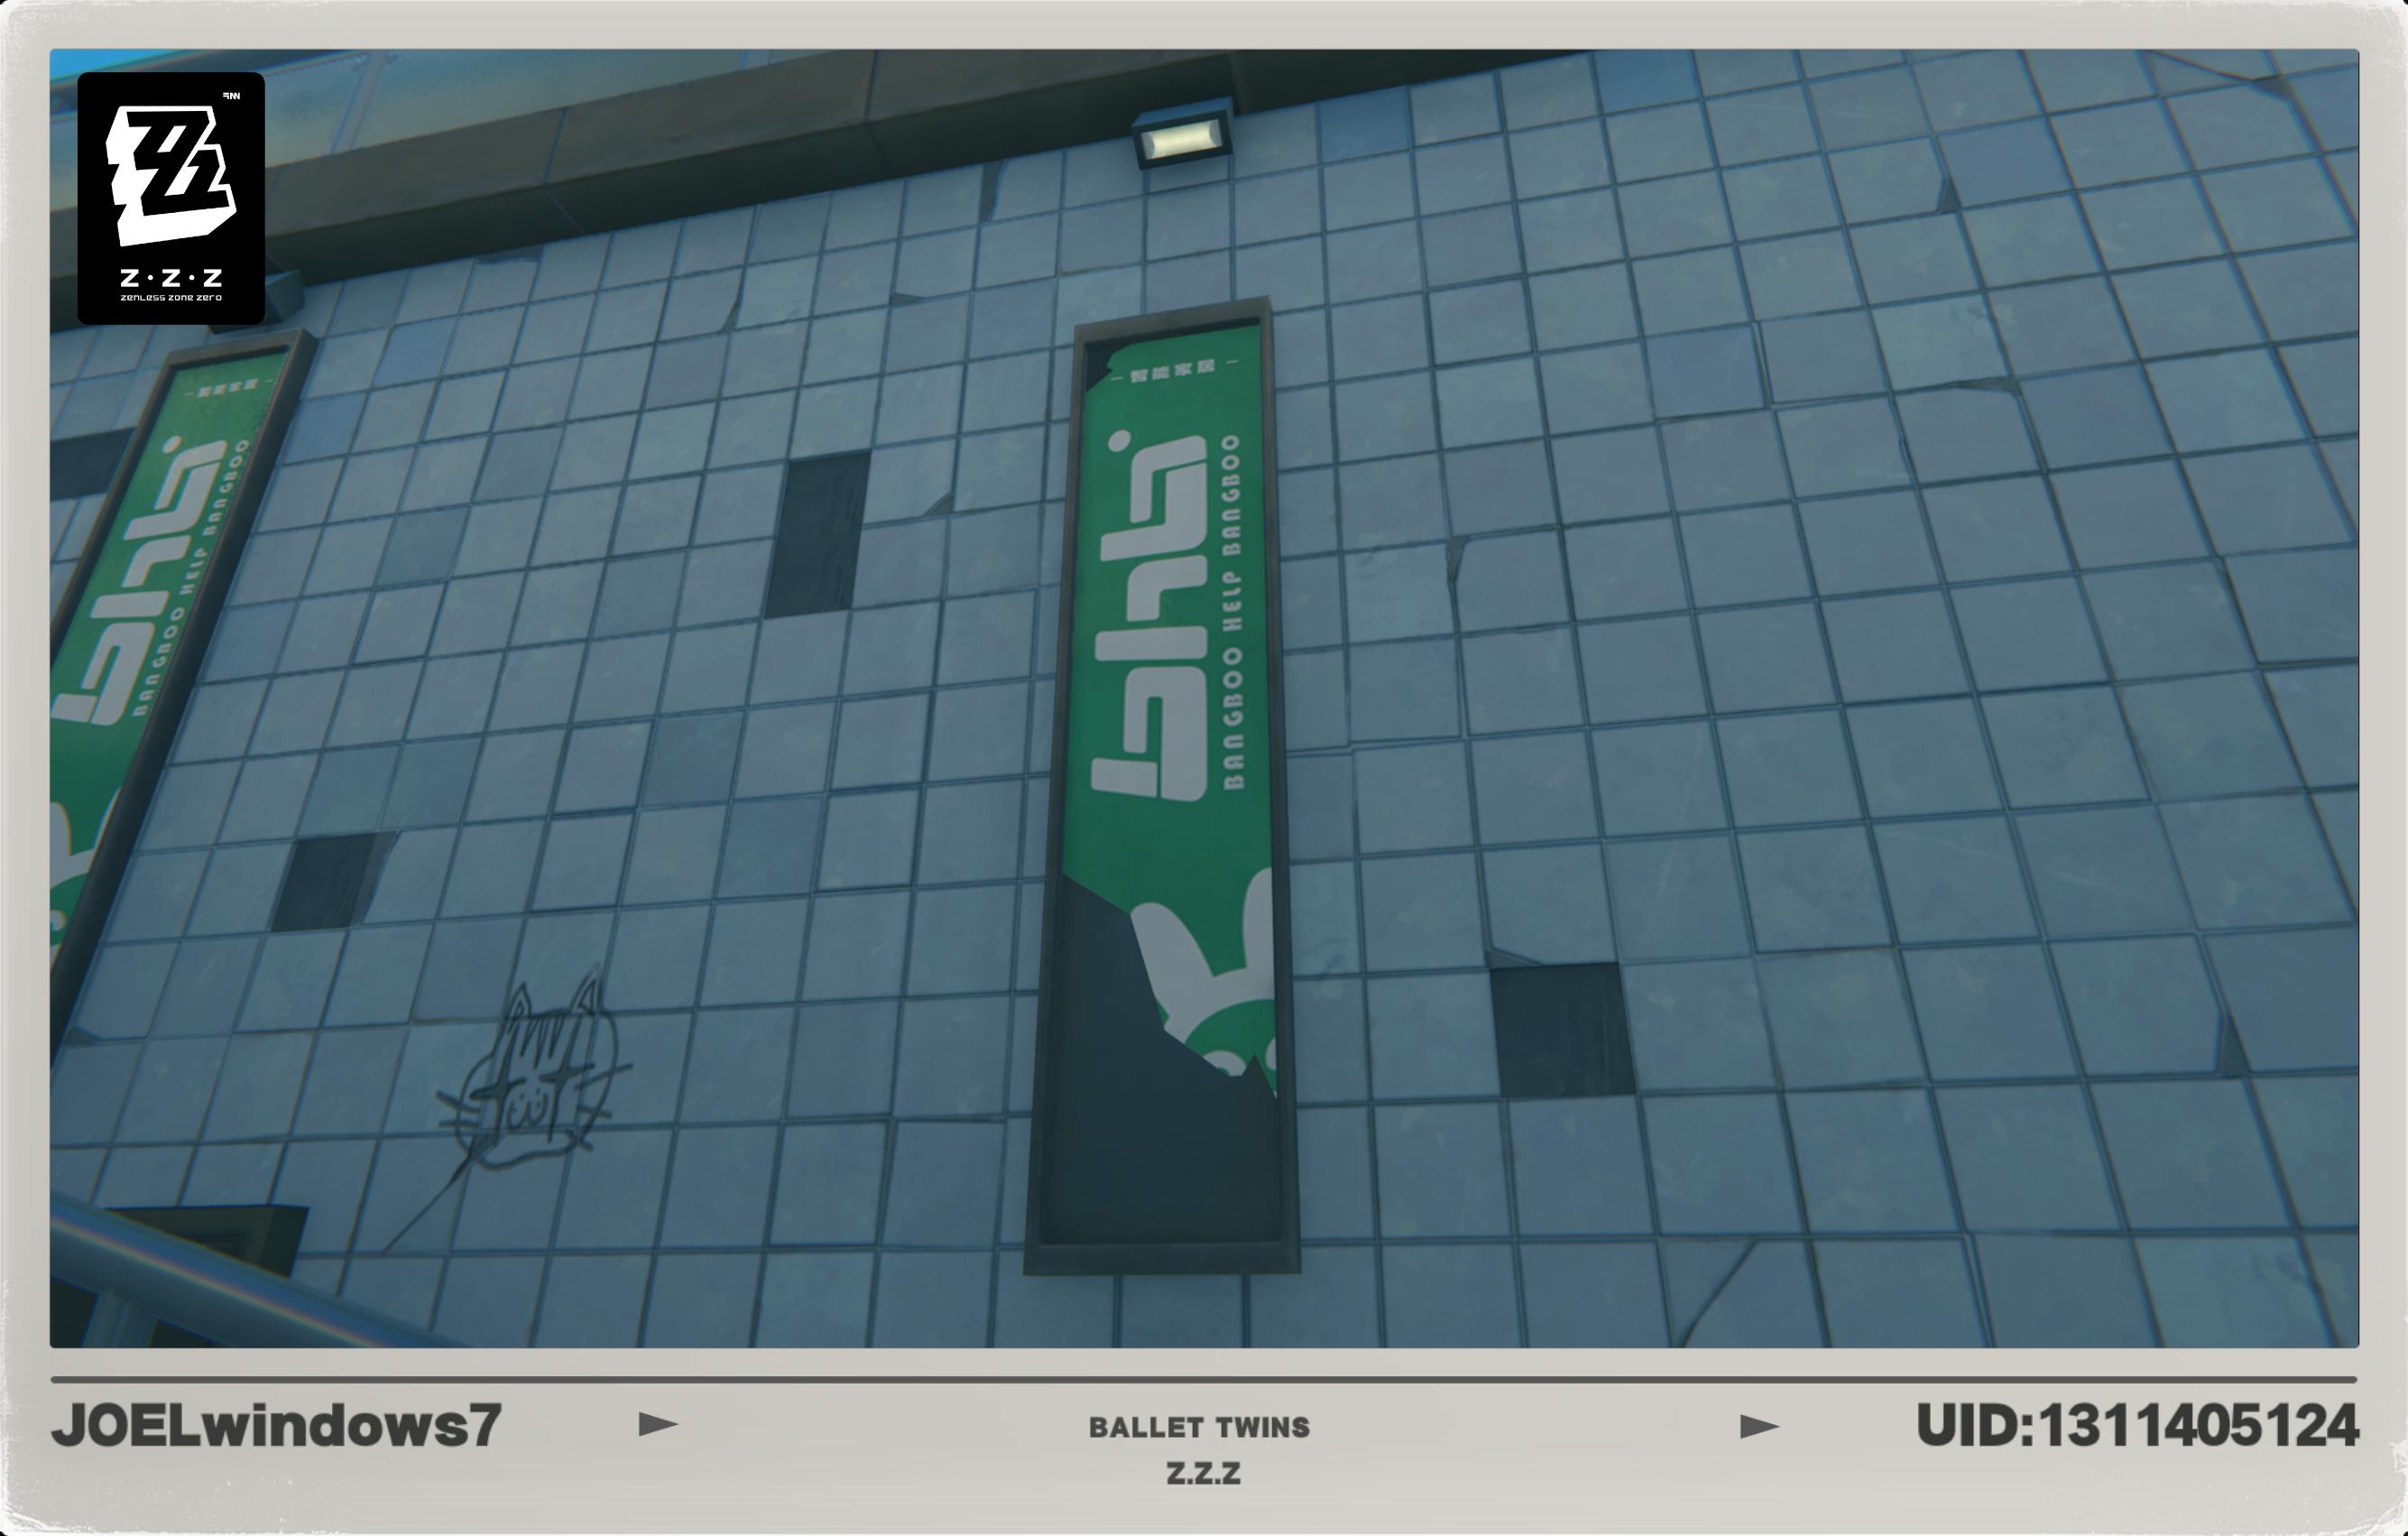 Z·Z·Z
ZENLESS ZONE ZERO
- 智能家居 -
BANGBOO HELP BANGBOO
- 智能家居 -
BANGBOO HELP BANGBOO
JOELwindows7
BALLET TWINS
UID:1311405124
Z.Z.Z